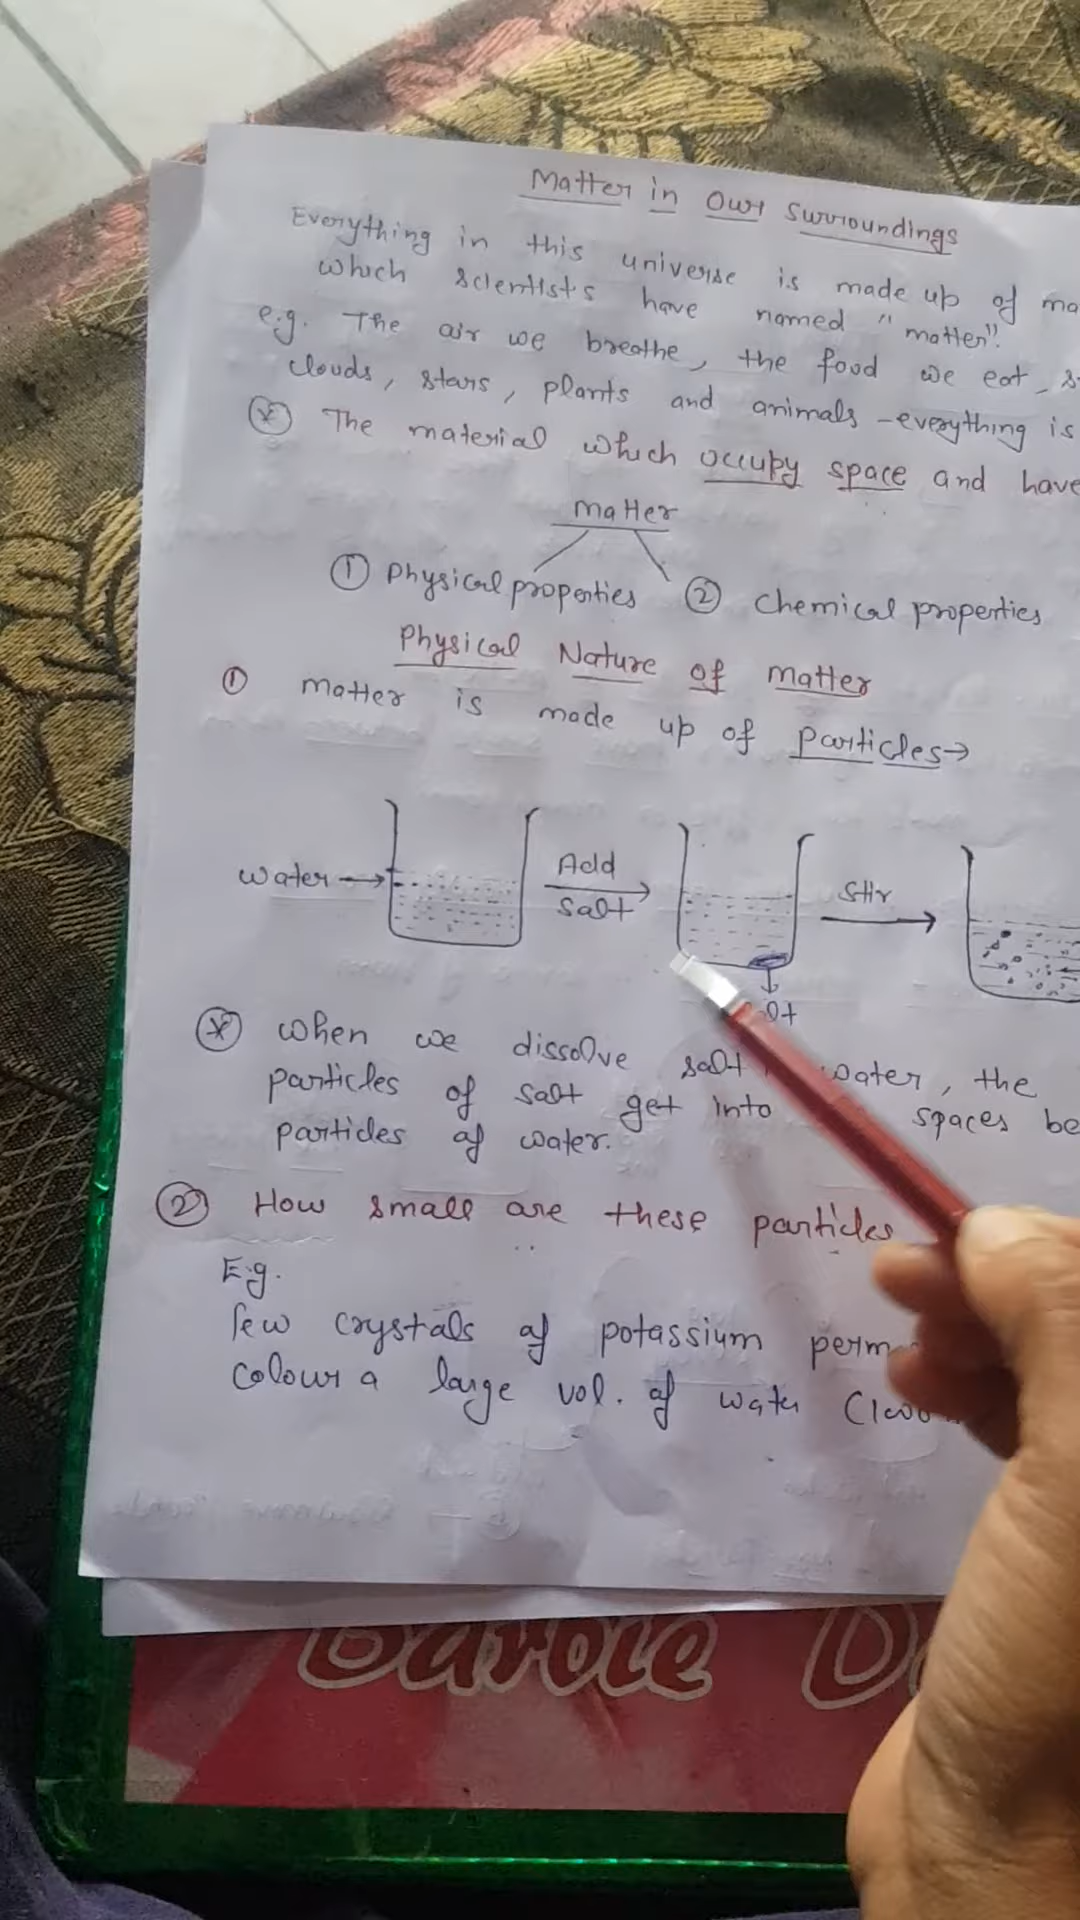 Matter in Our Surroundings
Everything in this universe is made up of
which scientists have named "matter".
e.g. The air we breathe, the food we eat,
clouds, stars, plants and animals - everything is
The material which occupy space and have
Matter
① Physical properties ② Chemical properties
Physical Nature of Matter
① Matter is made up of particles→
Water → Add Salt → Stir →
When we dissolve salt water, the
particles of salt get into spaces
particles of water.
② How small are these particles
E.g.
few crystals of potassium
colour a large vol. of water
Barbie